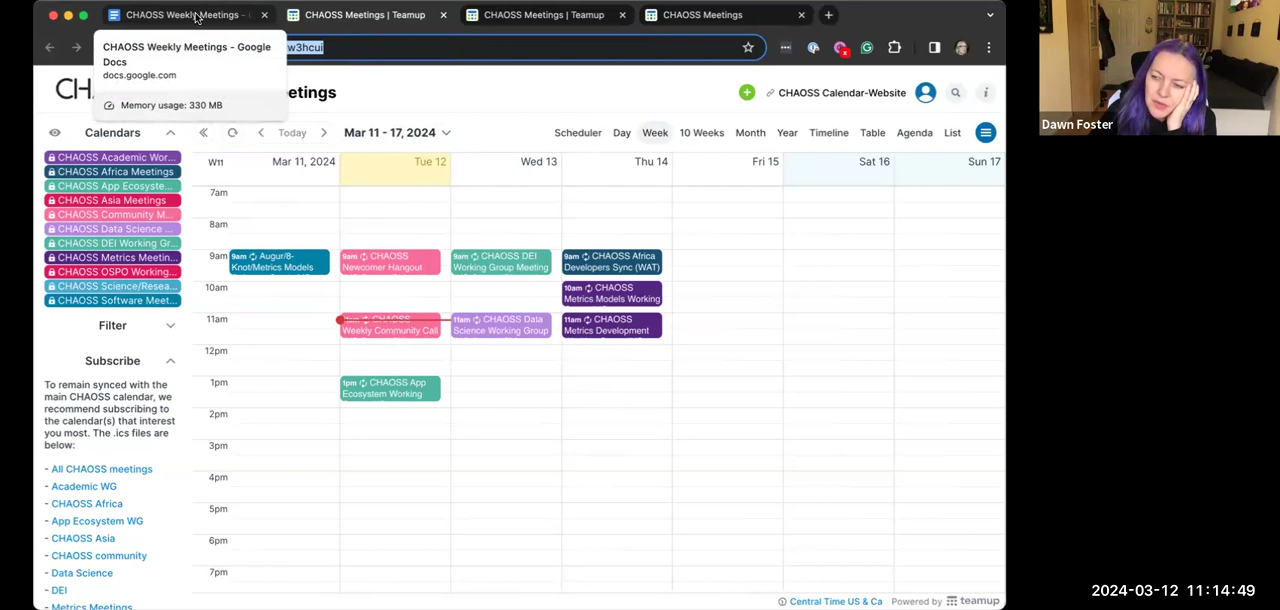 CHAOSS Weekly Meetings -
CHAOSS Meetings | Teamup
CHAOSS Meetings | Teamup
CHAOSS Meetings
w3hcui
CHAOSS Weekly Meetings - Google
Docs
docs.google.com
Memory usage: 330 MB
CH
etings
CHAOSS Calendar-Website
Calendars
Today
Mar 11 - 17, 2024
Scheduler
Day
Week
10 Weeks
Month
Year
Timeline
Table
Agenda
List
CHAOSS Academic Wor...
CHAOSS Africa Meetings
CHAOSS App Ecosyste...
CHAOSS Asia Meetings
CHAOSS Community M...
CHAOSS Data Science ...
CHAOSS DEI Working Gr...
CHAOSS Metrics Meetin...
CHAOSS OSPO Working...
CHAOSS Science/Resea...
CHAOSS Software Meet...
Filter
Subscribe
To remain synced with the
main CHAOSS calendar, we
recommend subscribing to
the calendar(s) that interest
you most. The .ics files are
below:
- All CHAOSS meetings
- Academic WG
- CHAOSS Africa
- App Ecosystem WG
- CHAOSS Asia
- CHAOSS community
- Data Science
- DEI
- Metrics Meetings
W11
Mar 11, 2024
Tue 12
Wed 13
Thu 14
Fri 15
Sat 16
Sun 17
7am
8am
9am
10am
11am
12pm
1pm
2pm
3pm
4pm
5pm
6pm
7pm
9am Augur/8-
Knot/Metrics Models
9am CHAOSS
Newcomer Hangout
9am CHAOSS DEI
Working Group Meeting
9am CHAOSS Africa
Developers Sync (WAT)
10am CHAOSS
Metrics Models Working
CHAOSS
Weekly Community Call
11am CHAOSS Data
Science Working Group
11am CHAOSS
Metrics Development
1pm CHAOSS App
Ecosystem Working
Central Time US & Ca
Powered by teamup
Dawn Foster
2024-03-12 11:14:49